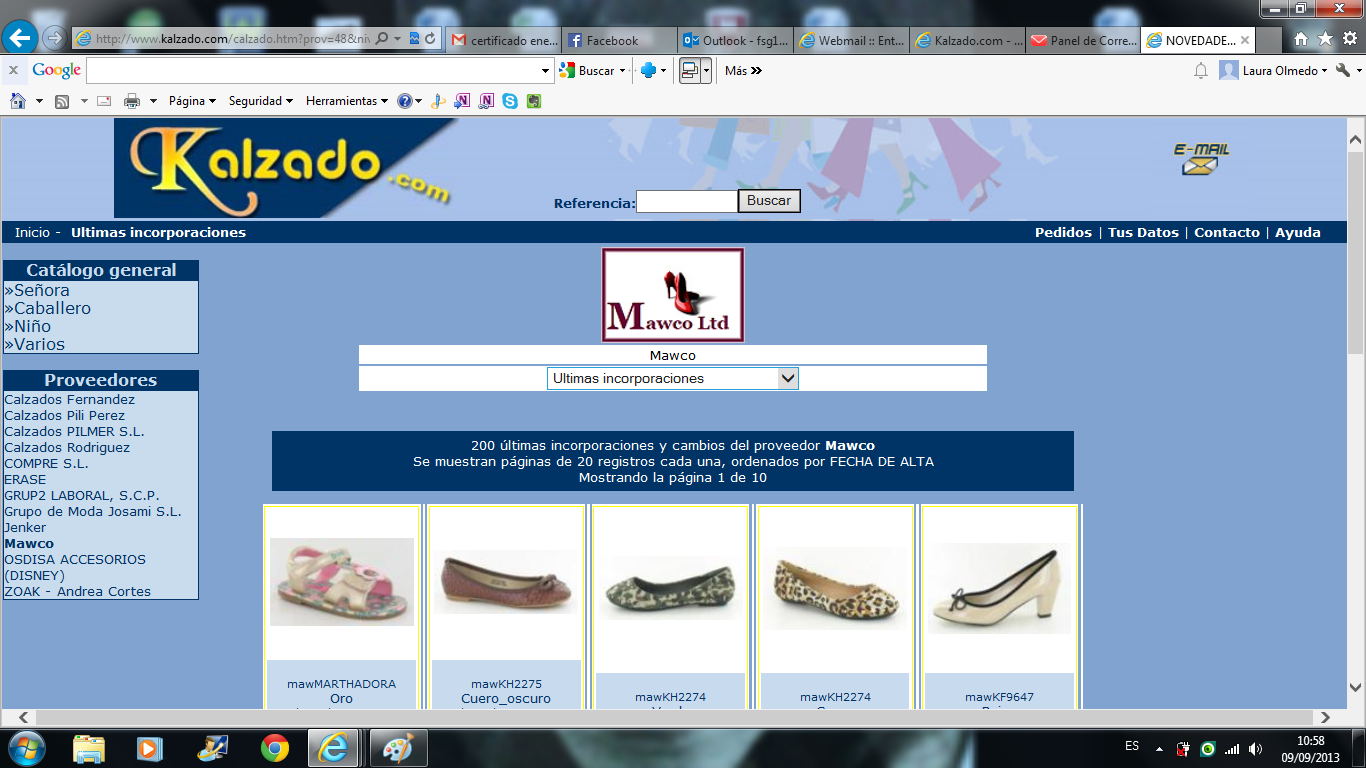 http://www.kalzado.com/calzado.htm?prov=48&niv
certificado ene...
Facebook
Outlook - fsg1...
Webmail :: Ent...
Kalzado.com - ...
Panel de Corre...
NOVEDADE...
x Google
Buscar
Más »
Laura Olmedo
Página
Seguridad
Herramientas
Kalzado.com
E-MAIL
Referencia:
Buscar
Inicio - Ultimas incorporaciones
Pedidos | Tus Datos | Contacto | Ayuda
Catálogo general
»Señora
»Caballero
»Niño
»Varios
Proveedores
Calzados Fernandez
Calzados Pili Perez
Calzados PILMER S.L.
Calzados Rodriguez
COMPRE S.L.
ERASE
GRUP2 LABORAL, S.C.P.
Grupo de Moda Josami S.L.
Jenker
Mawco
OSDISA ACCESORIOS
(DISNEY)
ZOAK - Andrea Cortes
Mawco Ltd
Mawco
Ultimas incorporaciones
200 últimas incorporaciones y cambios del proveedor Mawco
Se muestran páginas de 20 registros cada una, ordenados por FECHA DE ALTA
Mostrando la página 1 de 10
mawMARTHADORA
Oro
mawKH2275
Cuero_oscuro
mawKH2274
mawKH2274
mawKF9647
ES
10:58
09/09/2013